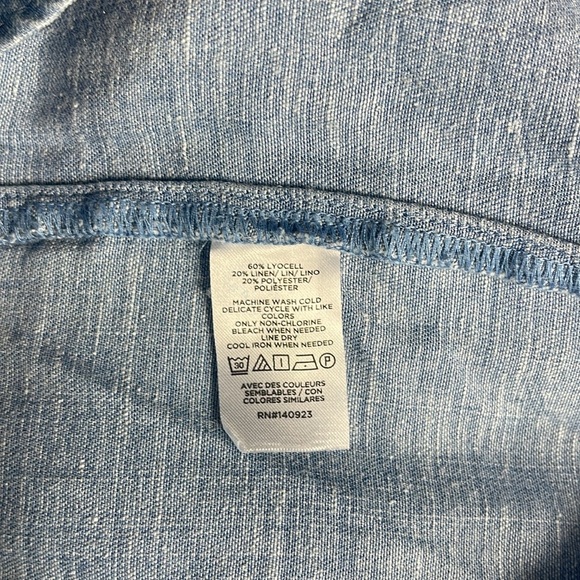 60% LYOCELL
20% LINEN/ LIN/ LINO
20% POLYESTER/
POLIÉSTER
MACHINE WASH COLD
DELICATE CYCLE WITH LIKE
COLORS
ONLY NON-CHLORINE
BLEACH WHEN NEEDED
LINE DRY
COOL IRON WHEN NEEDED
30 P
AVEC DES COULEURS
SEMBLABLES / CON
COLORES SIMILARES
RN#140923